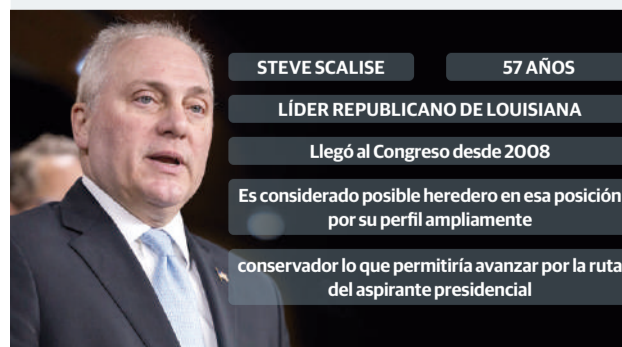 STEVE SCALISE
57 AÑOS
LÍDER REPUBLICANO DE LOUISIANA
Llegó al Congreso desde 2008
Es considerado posible heredero en esa posición
por su perfil ampliamente
conservador lo que permitiría avanzar por la ruta
del aspirante presidencial